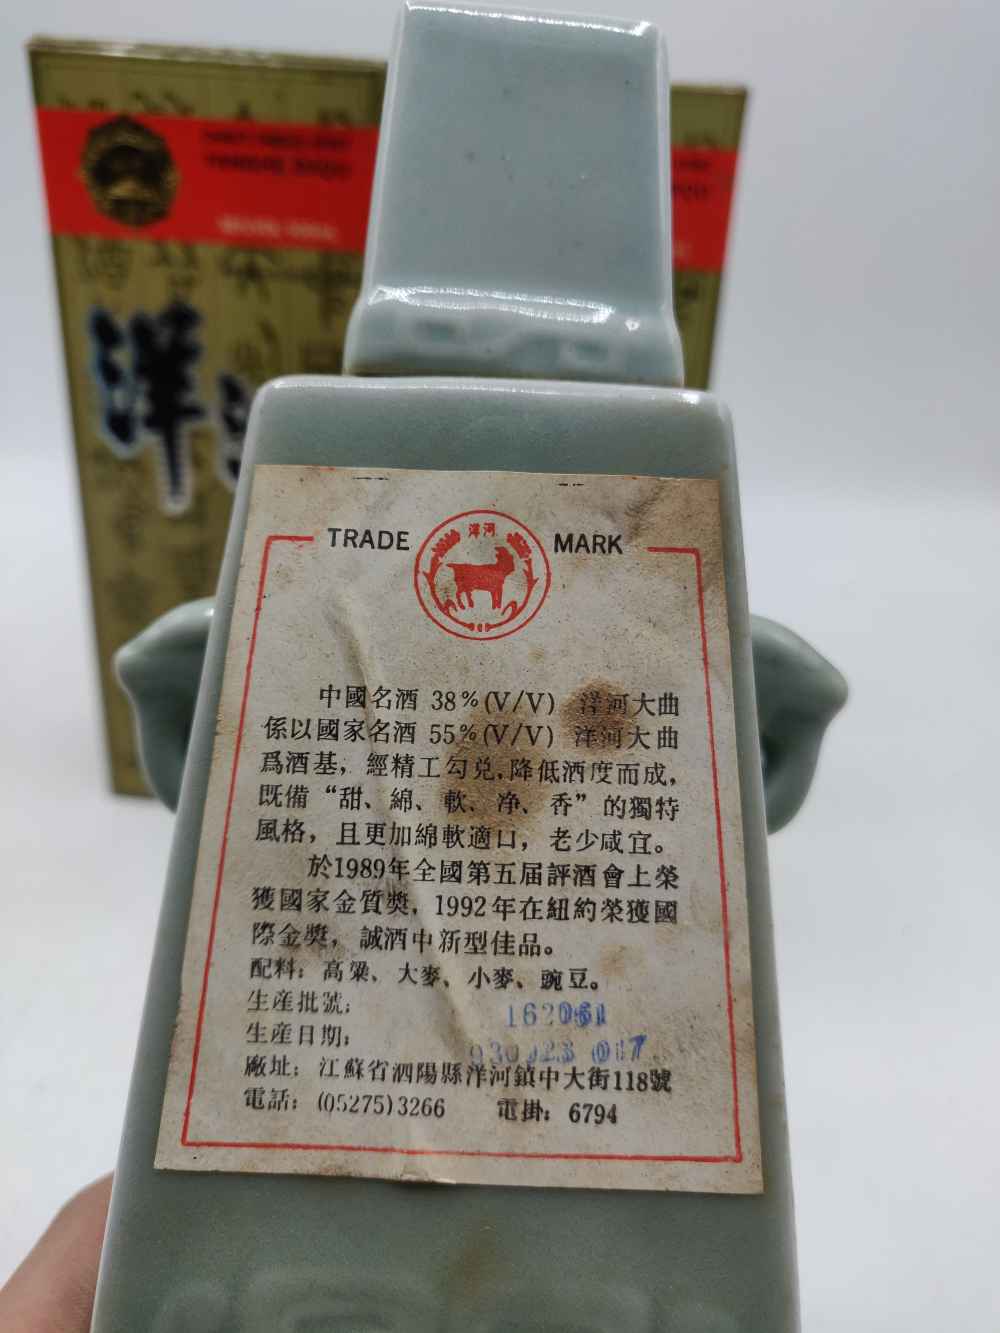 洋
TRADE
洋河
MARK
中國名酒 38%(V/V) 洋河大曲
係以國家名酒 55%(V/V) 洋河大曲
爲酒基，經精工勾兑,降低酒度而成，
既備“甜、綿、軟、净、香”的獨特
風格，且更加綿軟適口，老少咸宜。
於1989年全國第五届評酒會上榮
獲國家金質奬，1992年在紐約榮獲國
際金奬，誠酒中新型佳品。
配料：高粱、大麥、小麥、豌豆。
生産批號：
162061
生産日期：
廠址：江蘇省泗陽縣洋河鎮中大街118號
電話：(05275)3266 電掛：6794